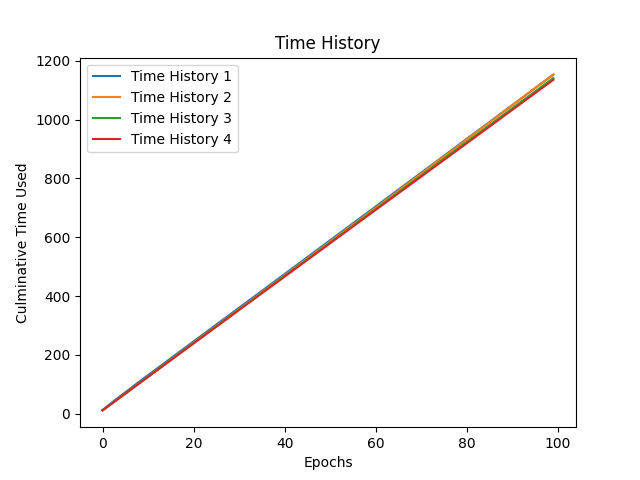 Time History
Time History 1
Time History 2
Time History 3
Time History 4
Culminative Time Used
1200
1000
800
600
400
200
0
0 20 40 60 80 100
Epochs